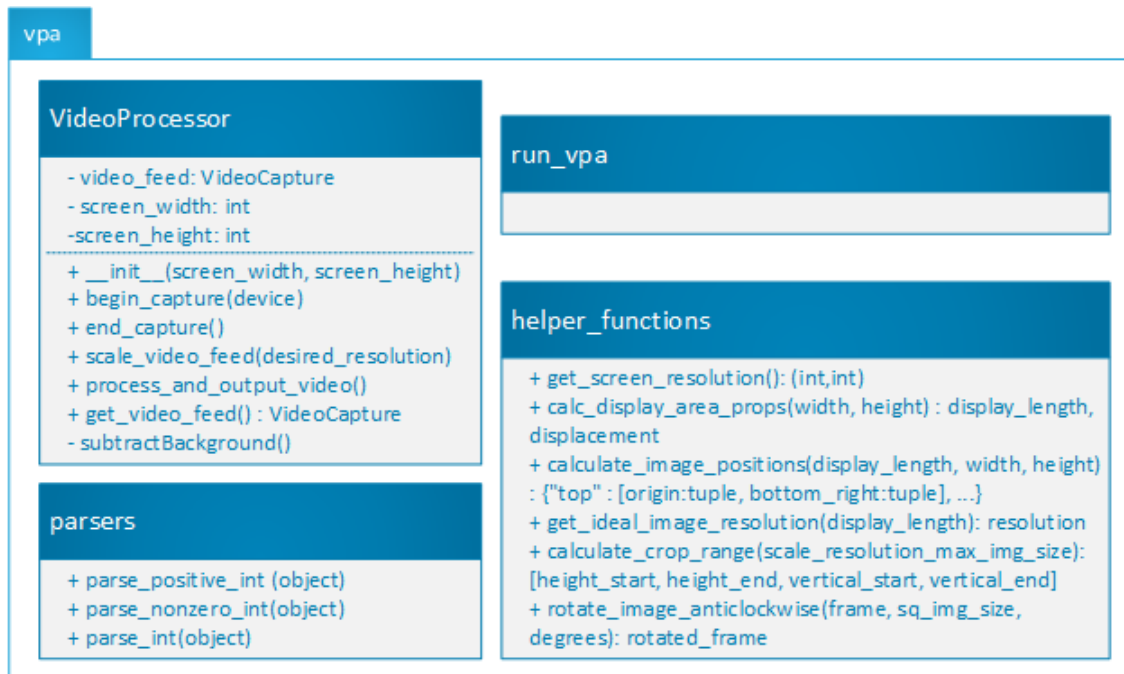 vpa
VideoProcessor
- video_feed: VideoCapture
- screen_width: int
-screen_height: int
+ __init__(screen_width, screen_height)
+ begin_capture(device)
+ end_capture()
+ scale_video_feed(desired_resolution)
+ process_and_output_video()
+ get_video_feed() : VideoCapture
- subtractBackground()
parsers
+ parse_positive_int (object)
+ parse_nonzero_int(object)
+ parse_int(object)
run_vpa
helper_functions
+ get_screen_resolution(): (int,int)
+ calc_display_area_props(width, height) : display_length,
displacement
+ calculate_image_positions(display_length, width, height)
: {"top" : [origin:tuple, bottom_right:tuple], ...}
+ get_ideal_image_resolution(display_length): resolution
+ calculate_crop_range(scale_resolution_max_img_size):
[height_start, height_end, vertical_start, vertical_end]
+ rotate_image_anticlockwise(frame, sq_img_size,
degrees): rotated_frame